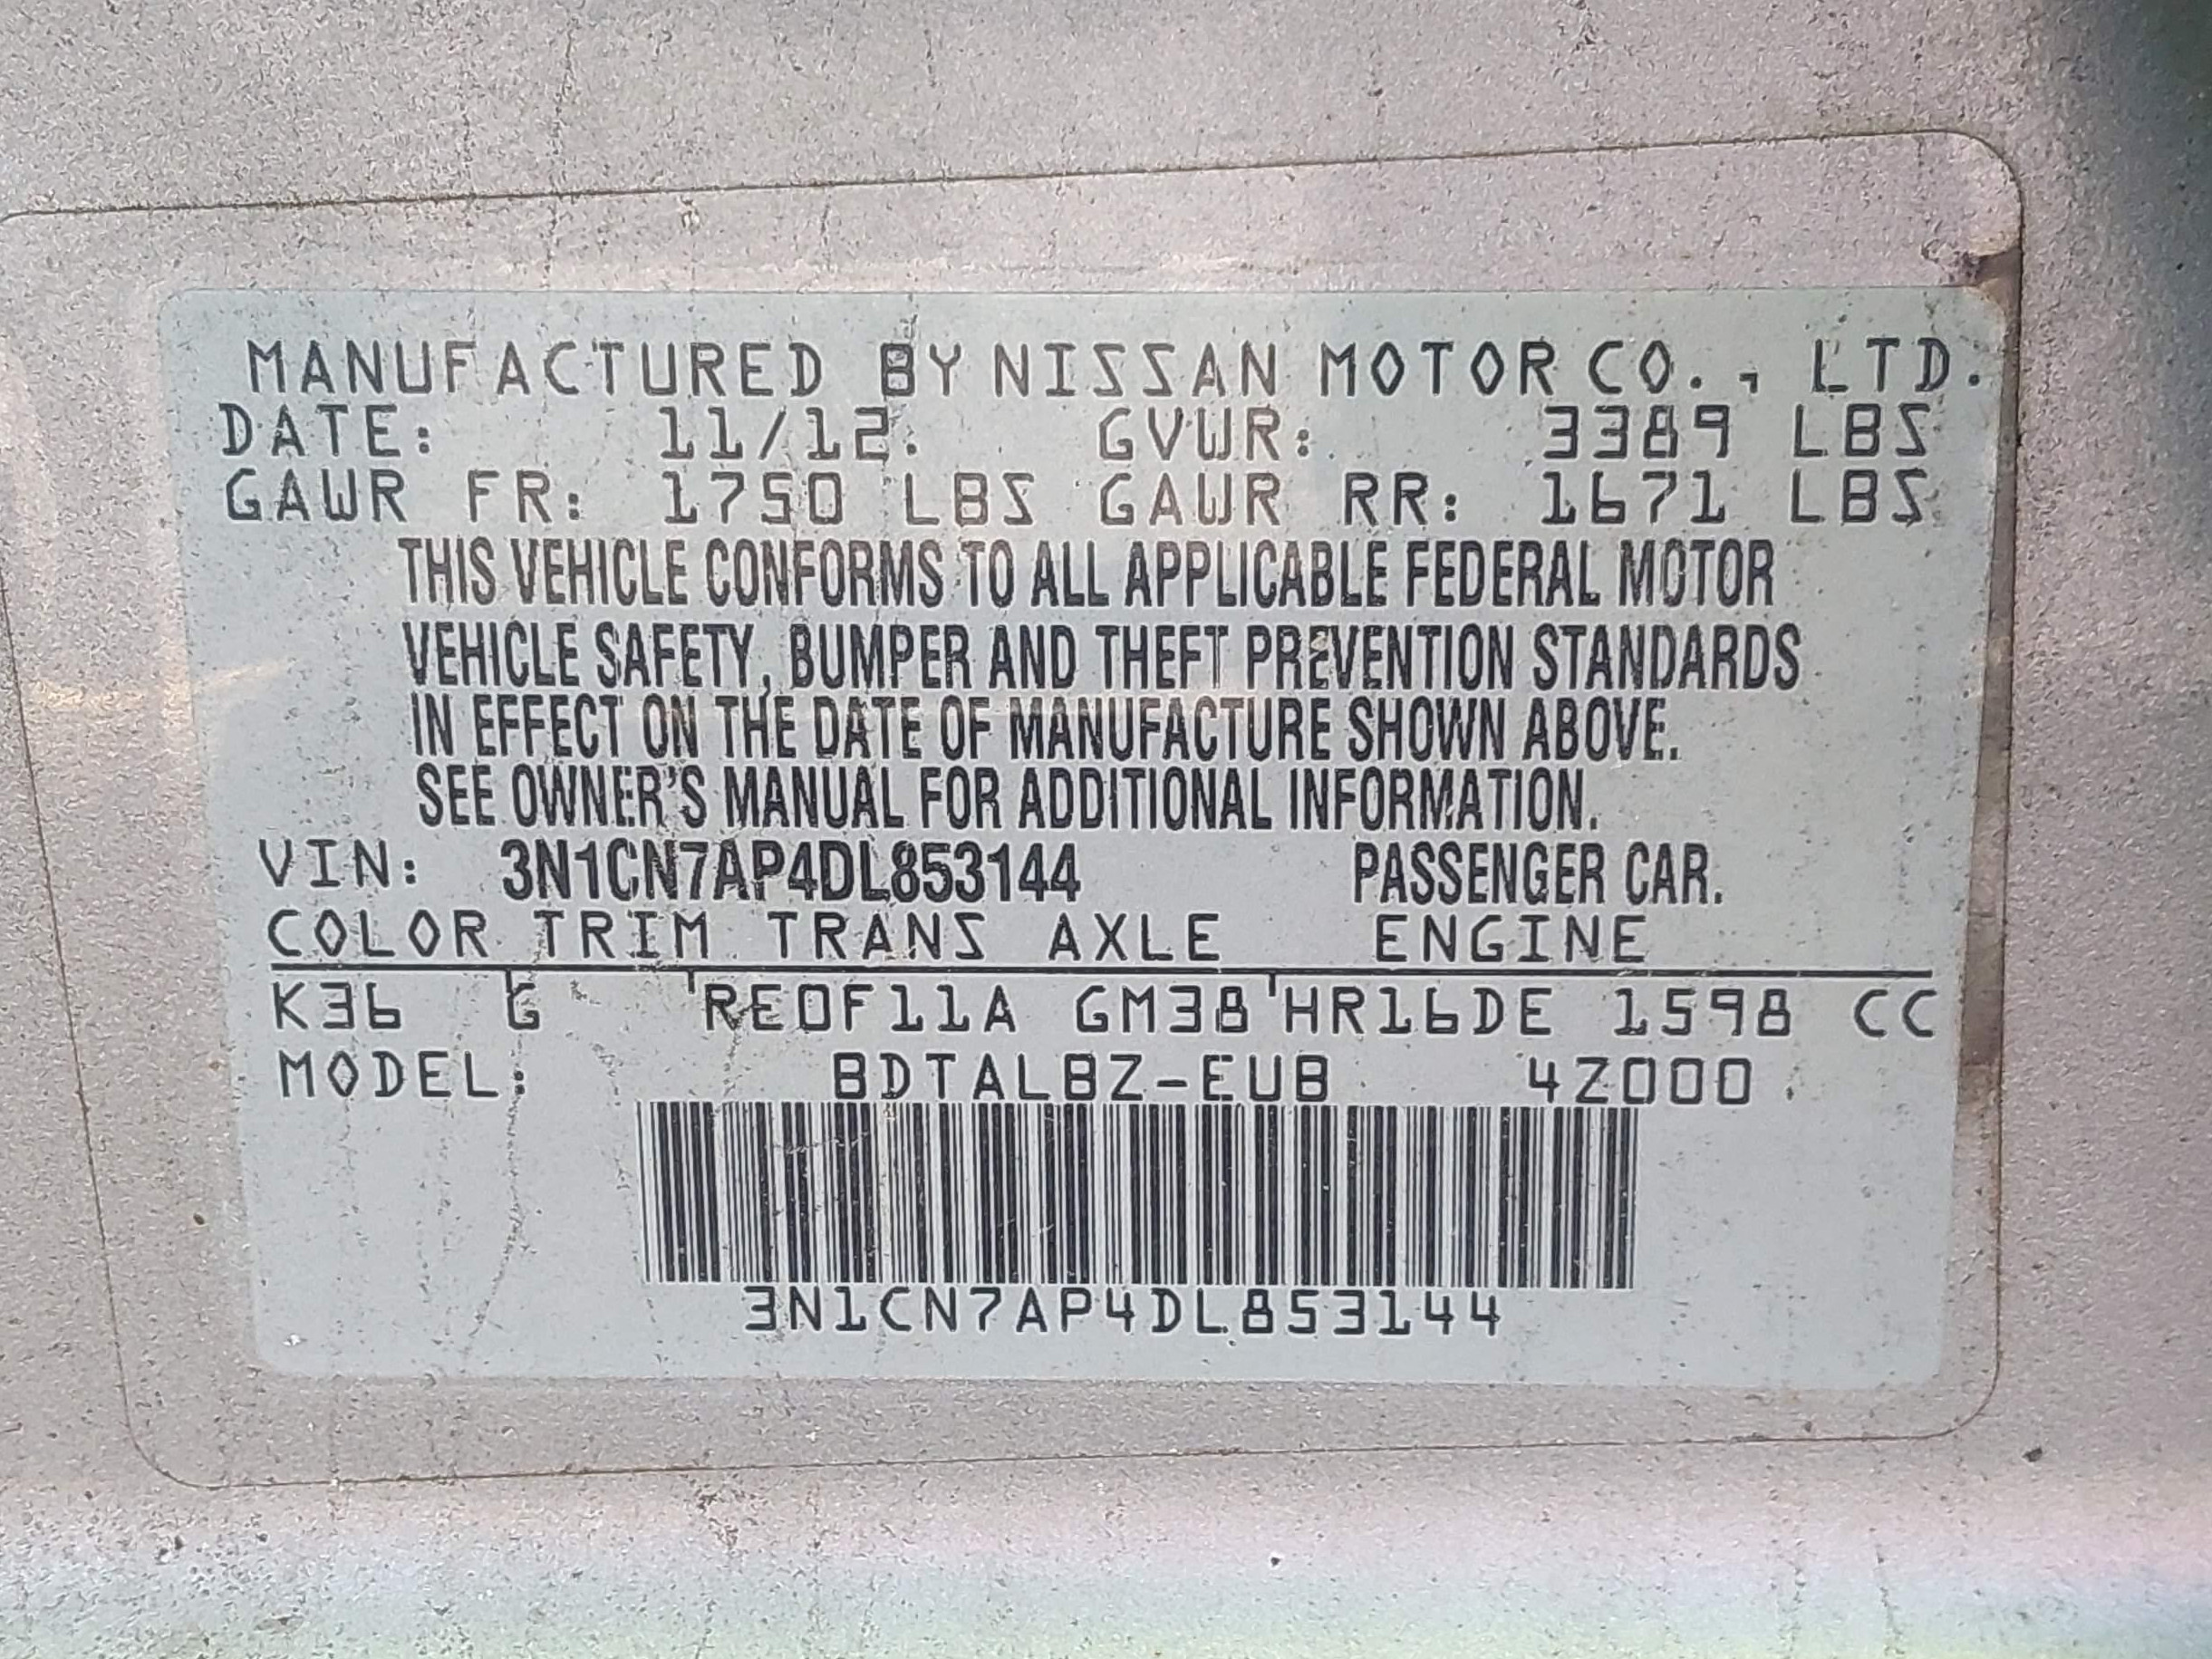 MANUFACTURED BY NISSAN MOTOR CO., LTD.
DATE: 11/12. GVWR: 3389 LBS
GAWR FR: 1750 LBS GAWR RR: 1671 LBS
THIS VEHICLE CONFORMS TO ALL APPLICABLE FEDERAL MOTOR
VEHICLE SAFETY, BUMPER AND THEFT PREVENTION STANDARDS
IN EFFECT ON THE DATE OF MANUFACTURE SHOWN ABOVE.
SEE OWNER'S MANUAL FOR ADDITIONAL INFORMATION.
VIN: 3N1CN7AP4DL853144 PASSENGER CAR.
COLOR TRIM TRANS AXLE ENGINE
K36 G RE0F11A GM38 HR16DE 1598 CC
MODEL: BDTALBZ-EUB 4Z000
3N1CN7AP4DL853144